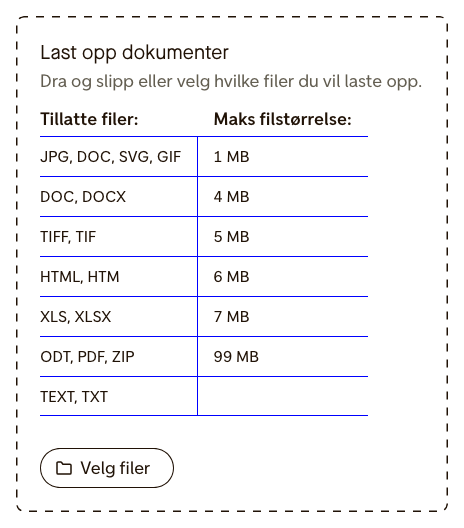 Last opp dokumenter
Dra og slipp eller velg hvilke filer du vil laste opp.
Tillatte filer: Maks filstørrelse:
JPG, DOC, SVG, GIF 1 MB
DOC, DOCX 4 MB
TIFF, TIF 5 MB
HTML, HTM 6 MB
XLS, XLSX 7 MB
ODT, PDF, ZIP 99 MB
TEXT, TXT
Velg filer